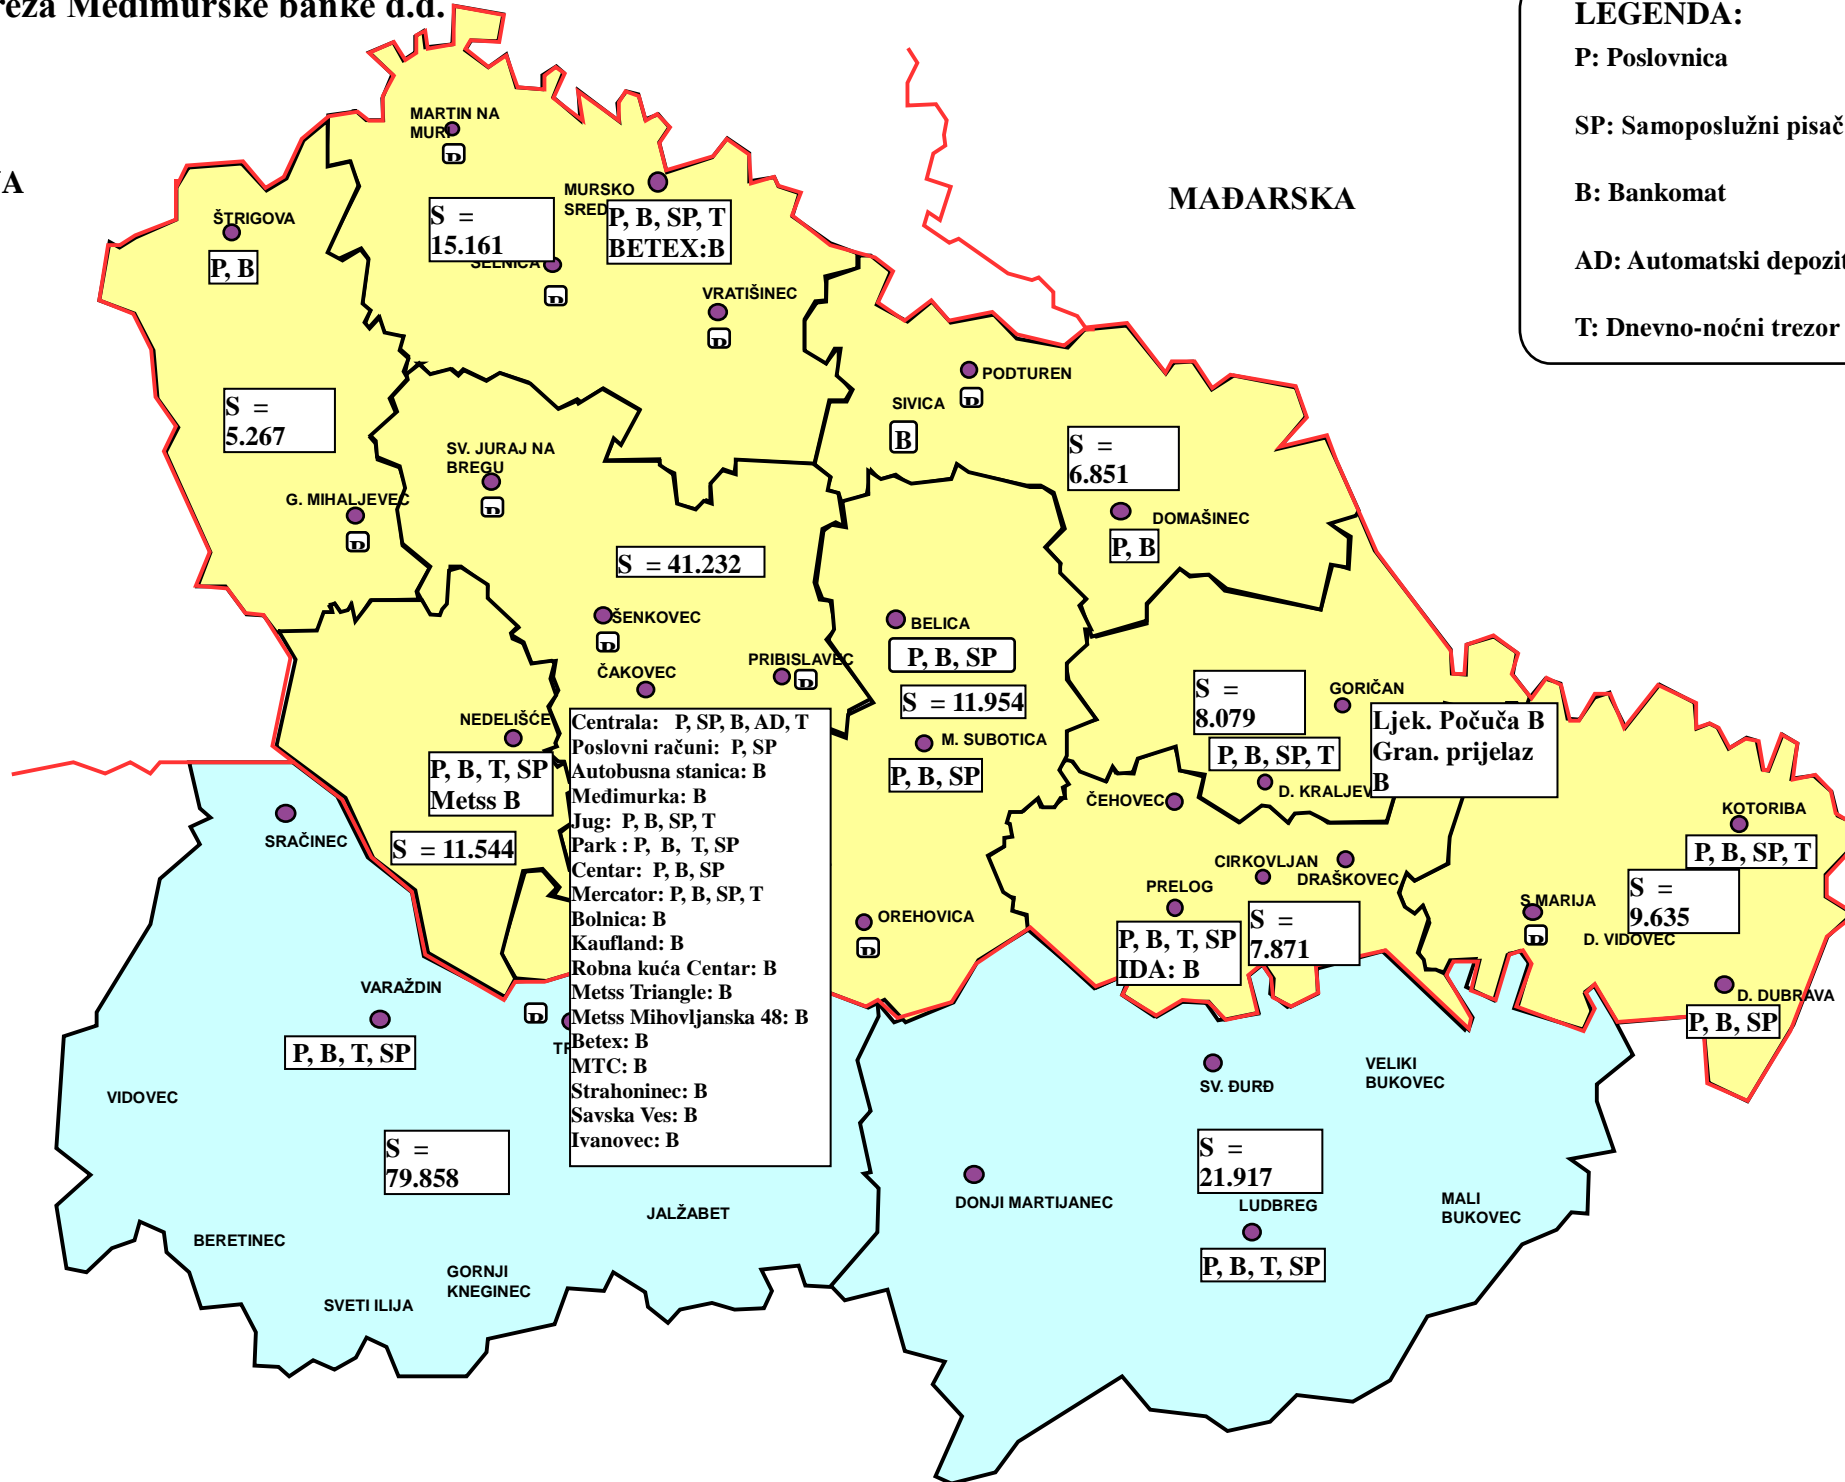 reza Međimurske banke d.d.
LEGENDA:
P: Poslovnica
SP: Samoposlužni pisač
B: Bankomat
AD: Automatski depozit
T: Dnevno-noćni trezor
MAĐARSKA
MARTIN NA
MURI
S =
15.161
MURSKO
SRED
P, B, SP, T
BETEX:B
ŠTRIGOVA
P, B
SELNICA
VRATIŠINEC
PODTUREN
SIVICA
B
S =
5.267
S =
6.851
SV. JURAJ NA
BREGU
G. MIHALJEVEC
DOMAŠINEC
P, B
S = 41.232
ŠENKOVEC
BELICA
P, B, SP
ČAKOVEC
PRIBISLAVEC
S = 11.954
S =
8.079
GORIČAN
Ljek. Počuča B
Gran. prijelaz
B
NEDELIŠĆE
P, B, T, SP
Metss B
M. SUBOTICA
P, B, SP
P, B, SP, T
D. KRALJEV
ČEHOVEC
Centrala: P, SP, B, AD, T
Poslovni računi: P, SP
Autobusna stanica: B
Međimurka: B
Jug: P, B, SP, T
Park : P, B, T, SP
Centar: P, B, SP
Mercator: P, B, SP, T
Bolnica: B
Kaufland: B
Robna kuća Centar: B
Metss Triangle: B
Metss Mihovljanska 48: B
Betex: B
MTC: B
Strahoninec: B
Savska Ves: B
Ivanovec: B
SRAČINEC
S = 11.544
KOTORIBA
P, B, SP, T
CIRKOVLJAN
DRAŠKOVEC
PRELOG
P, B, T, SP
IDA: B
S =
7.871
S =
9.635
S.MARIJA
D. VIDOVEC
OREHOVICA
D. DUBRAVA
P, B, SP
VARAŽDIN
P, B, T, SP
VIDOVEC
SV. ĐURĐ
VELIKI
BUKOVEC
S =
79.858
S =
21.917
DONJI MARTIJANEC
LUDBREG
P, B, T, SP
MALI
BUKOVEC
JALŽABET
BERETINEC
GORNJI
KNEGINEC
SVETI ILIJA